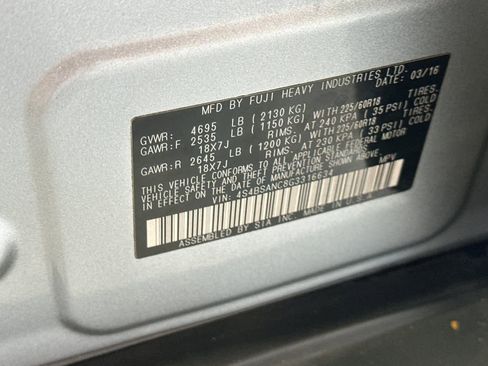 MFD BY FUJI HEAVY INDUSTRIES LTD. DATE: 03/16
GVWR: 4695 LB ( 2130 KG)
GAWR:F 2535 LB ( 1150 KG) WITH 225/60R18 TIRES.
18X7J RIMS. AT 240 KPA ( 35 PSI) COLD
GAWR:R 2645 LB ( 1200 KG) WITH 225/60R18 TIRES.
18X7J RIMS. AT 230 KPA ( 33 PSI) COLD
THIS VEHICLE CONFORMS TO ALL APPLICABLE FEDERAL MOTOR
VEHICLE SAFETY STANDARDS IN EFFECT ON THE DATE OF
MANUFACTURE SHOWN ABOVE.
VIN: 4S4BSANC8G3316634 MPV
ASSEMBLED BY SIA INC. MADE IN U.S.A.